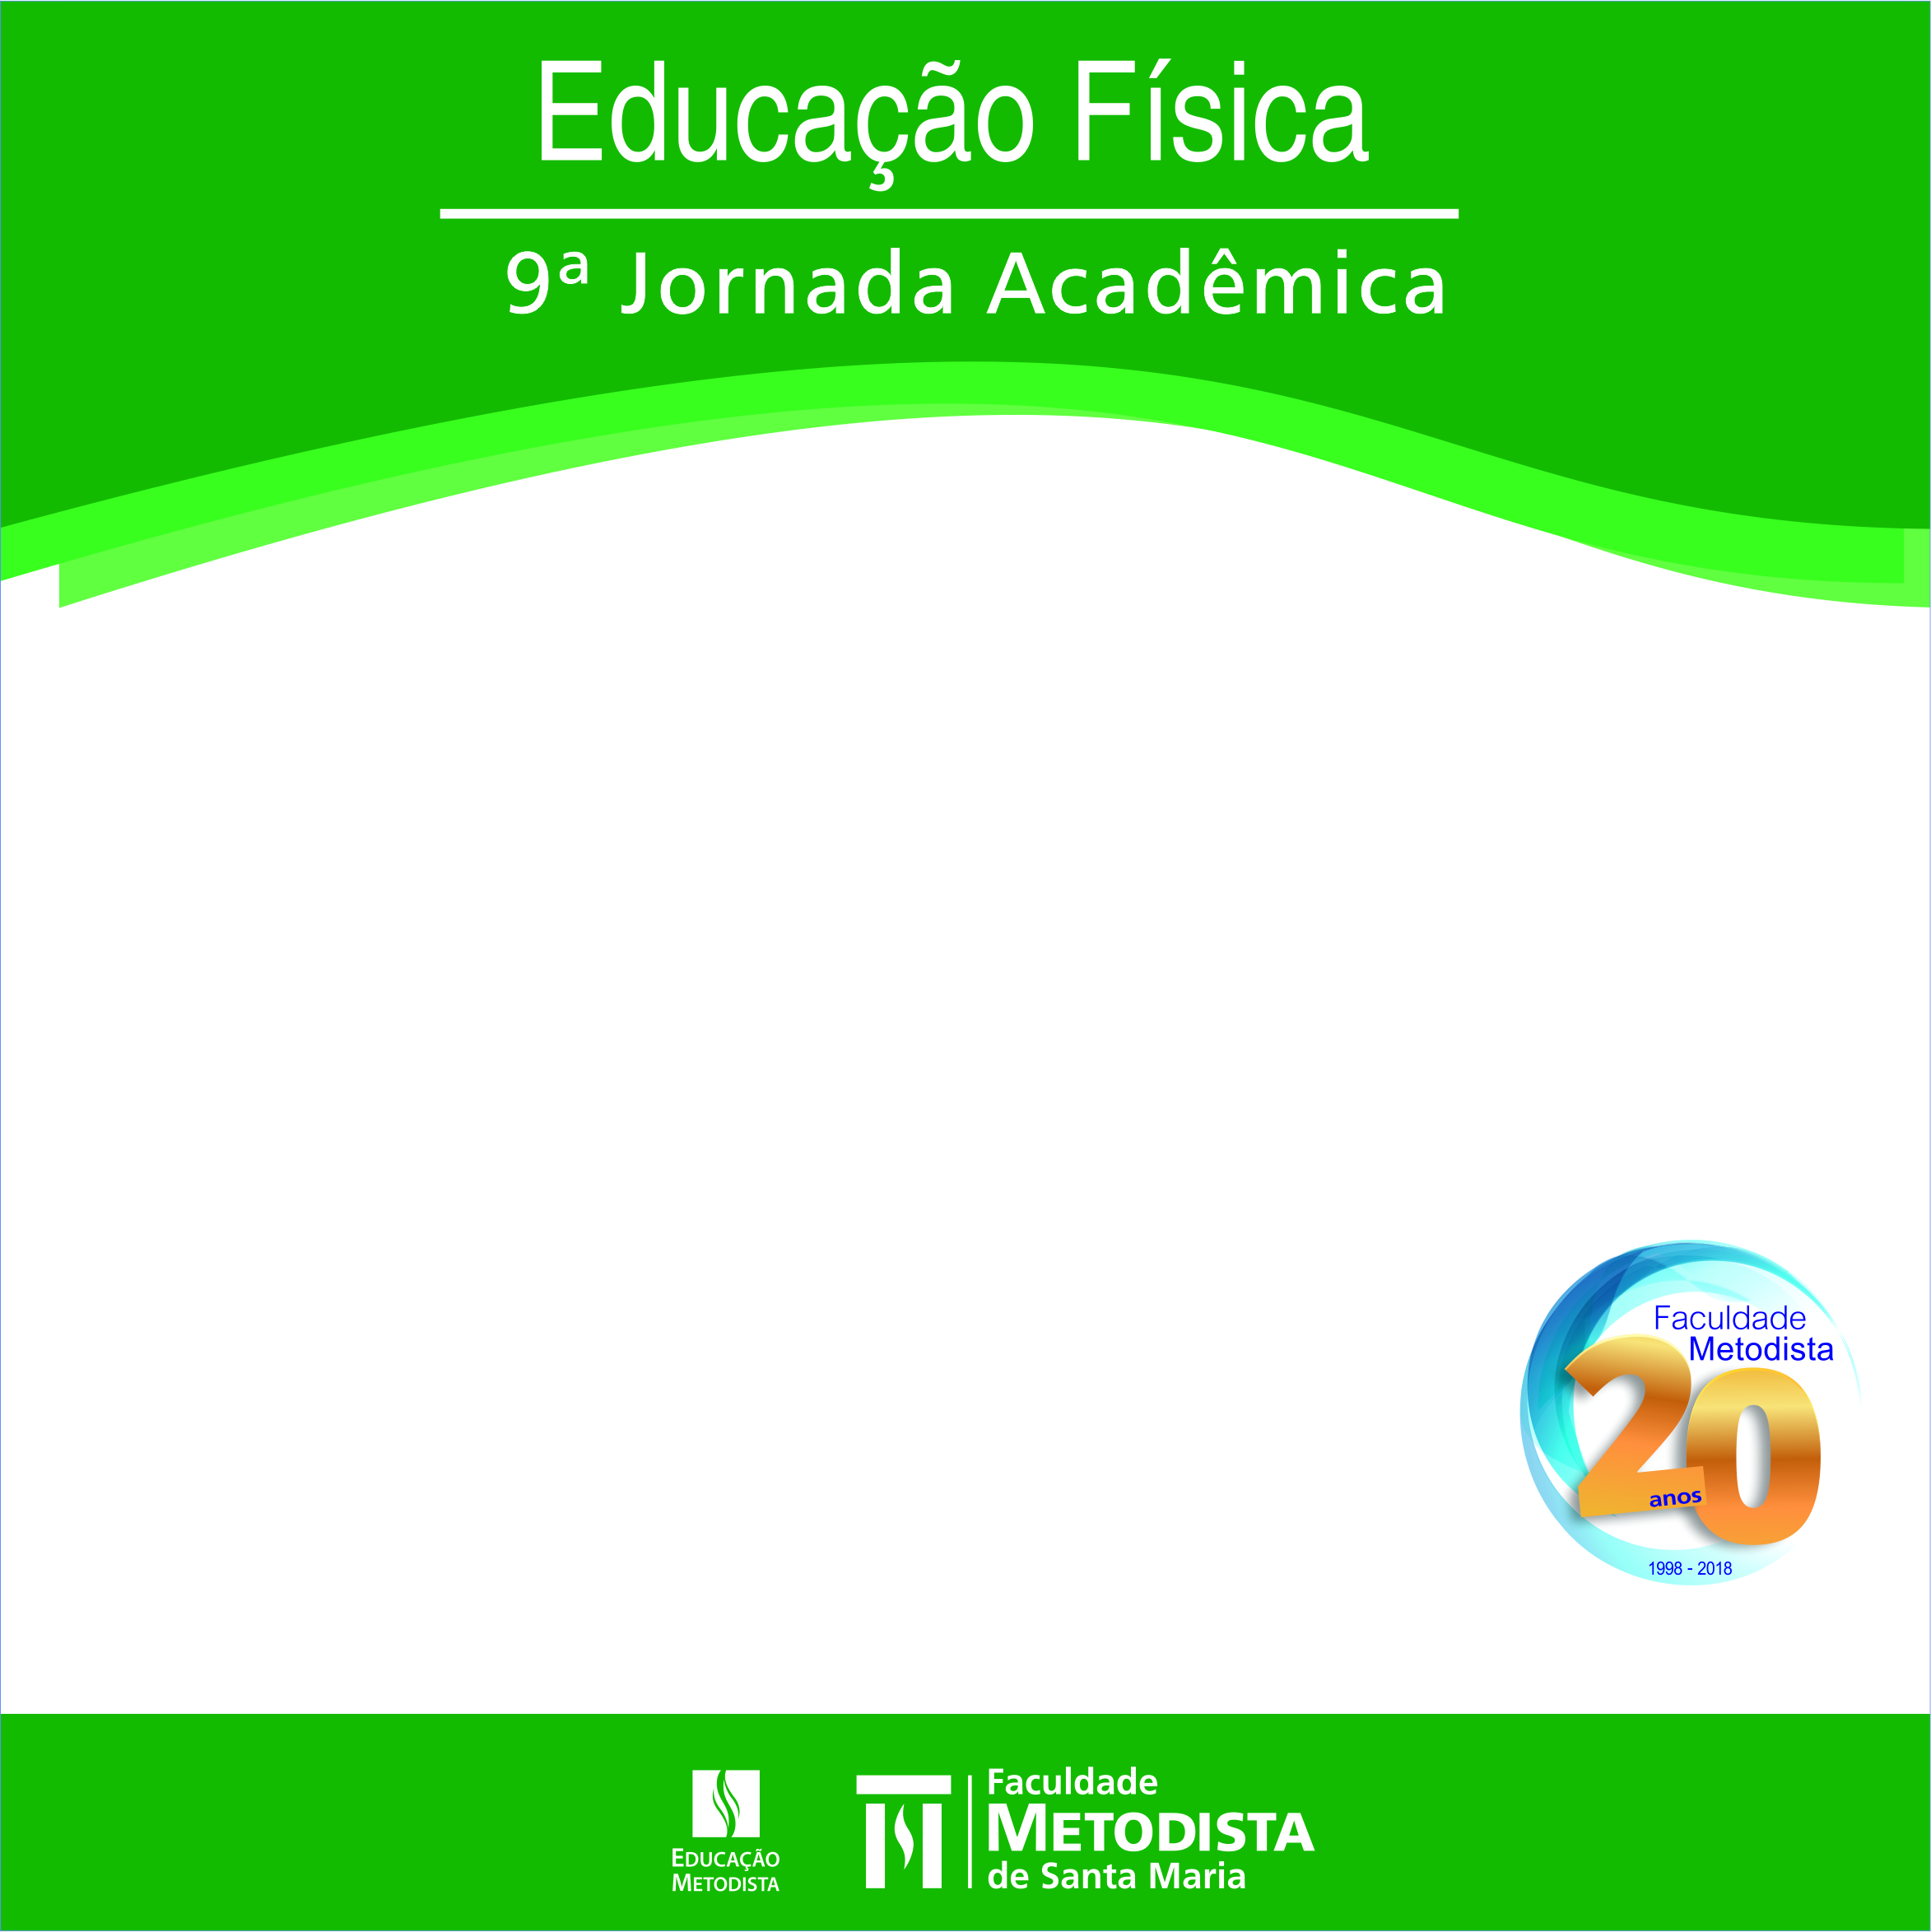 Educação Física
9ª Jornada Acadêmica
Faculdade
Metodista
20
anos
1998 - 2018
EDUCAÇÃO
METODISTA
Faculdade
METODISTA
de Santa Maria